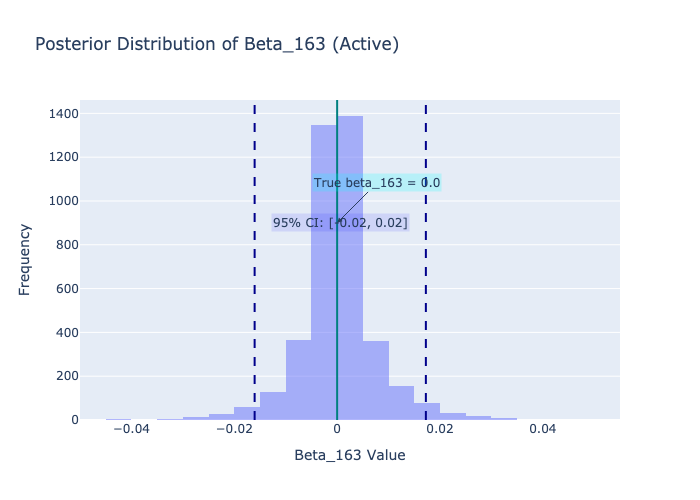 Posterior Distribution of Beta_163 (Active)
1400
1200
1000
800
600
400
200
0
Frequency
True beta_163 = 0.0
95% CI: [-0.02, 0.02]
−0.04
−0.02
0
0.02
0.04
Beta_163 Value